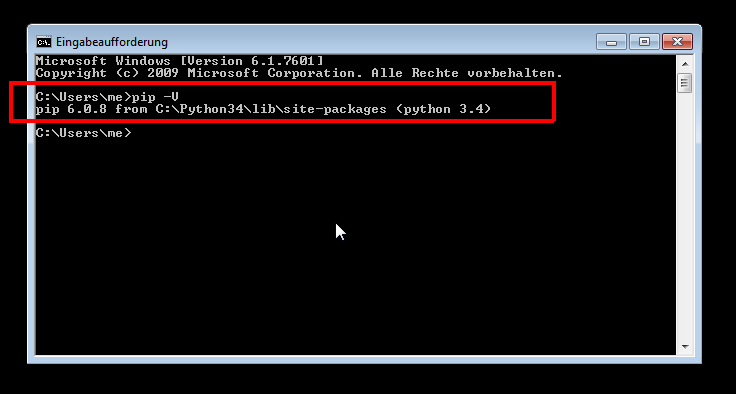 Eingabeaufforderung
Microsoft Windows [Version 6.1.7601]
Copyright (c) 2009 Microsoft Corporation. Alle Rechte vorbehalten.
C:\Users\me>pip -V
pip 6.0.8 from C:\Python34\lib\site-packages (python 3.4)
C:\Users\me>